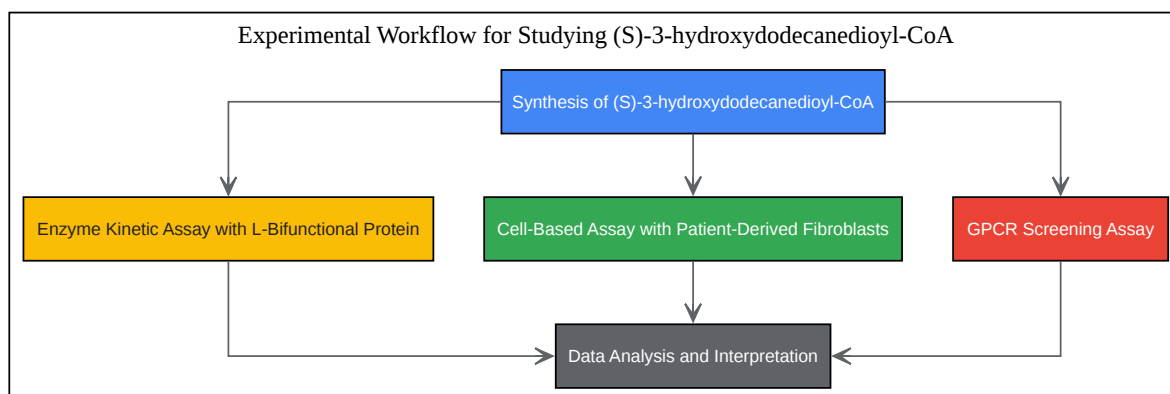 Experimental Workflow for Studying (S)-3-hydroxydodecanedioyl-CoA
Synthesis of (S)-3-hydroxydodecanedioyl-CoA
Enzyme Kinetic Assay with L-Bifunctional Protein
Cell-Based Assay with Patient-Derived Fibroblasts
GPCR Screening Assay
Data Analysis and Interpretation